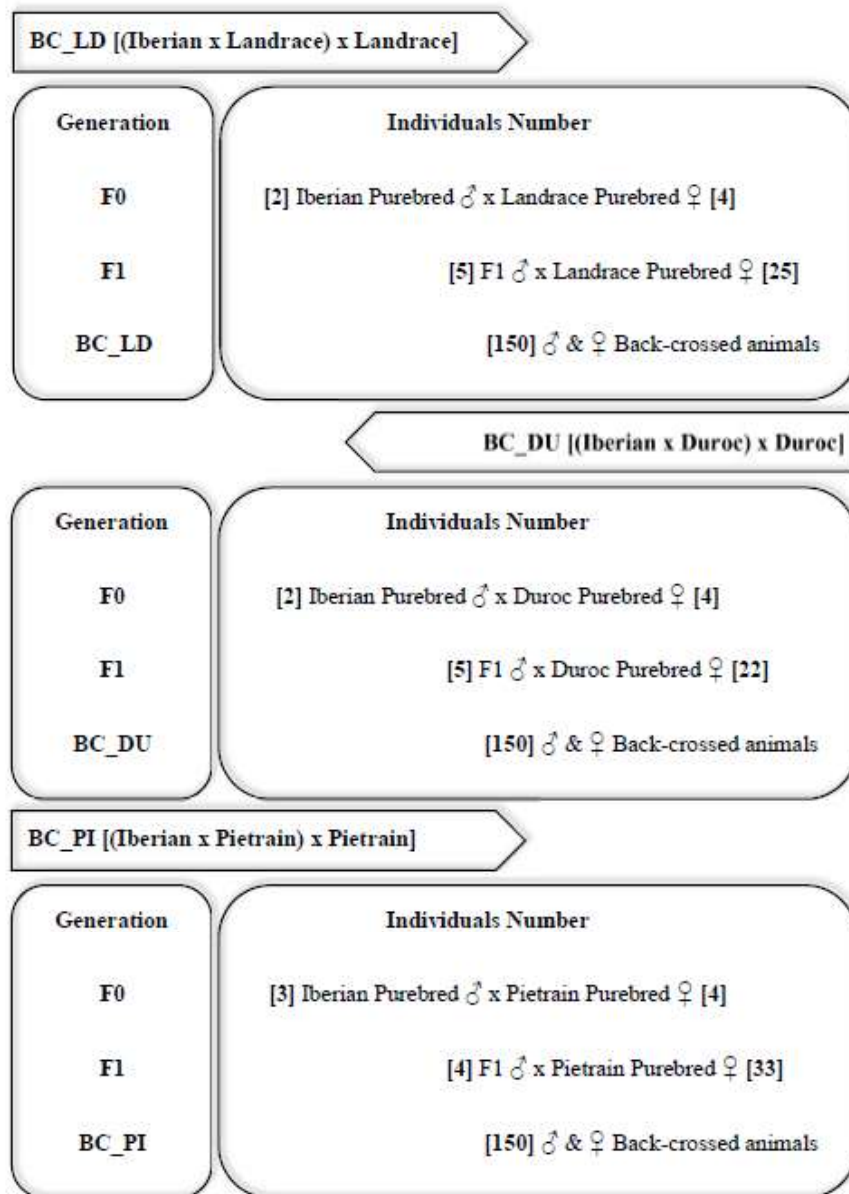 BC_LD [(Iberian x Landrace) x Landrace]
Generation Individuals Number
F0 [2] Iberian Purebred ♂ x Landrace Purebred ♀ [4]
F1 [5] F1 ♂ x Landrace Purebred ♀ [25]
BC_LD [150] ♂ & ♀ Back-crossed animals
BC_DU [(Iberian x Duroc) x Duroc]
Generation Individuals Number
F0 [2] Iberian Purebred ♂ x Duroc Purebred ♀ [4]
F1 [5] F1 ♂ x Duroc Purebred ♀ [22]
BC_DU [150] ♂ & ♀ Back-crossed animals
BC_PI [(Iberian x Pietrain) x Pietrain]
Generation Individuals Number
F0 [3] Iberian Purebred ♂ x Pietrain Purebred ♀ [4]
F1 [4] F1 ♂ x Pietrain Purebred ♀ [33]
BC_PI [150] ♂ & ♀ Back-crossed animals